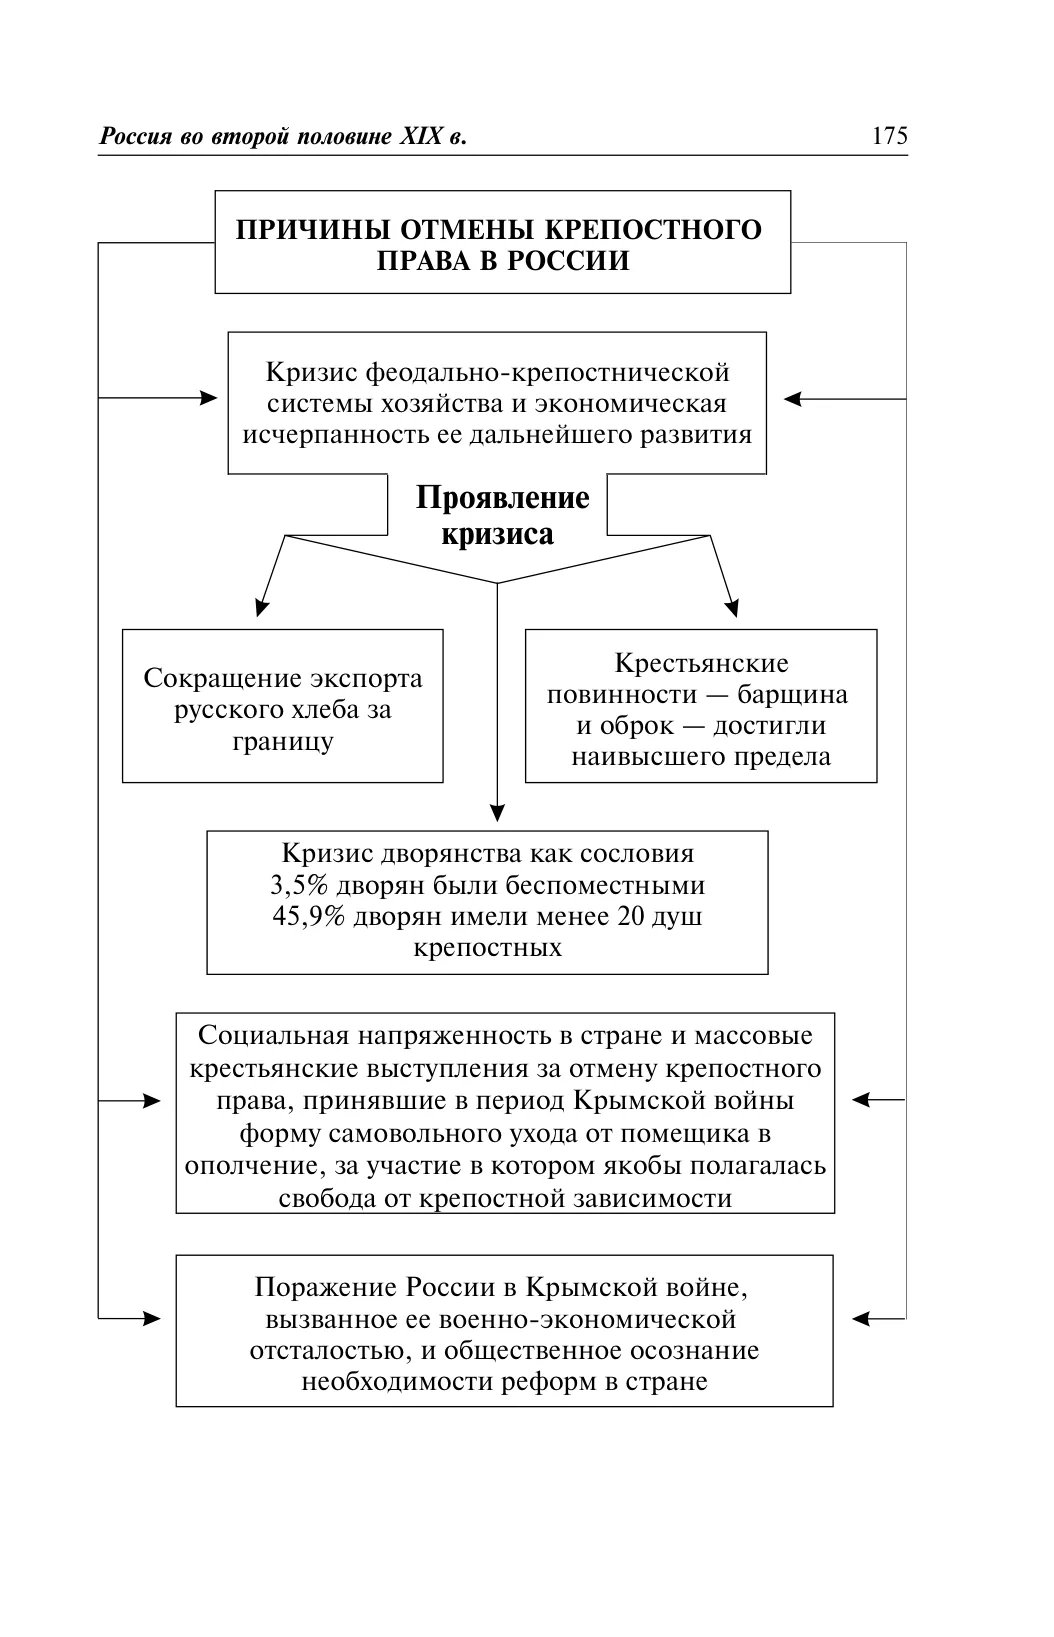 Россия во второй половине XIX в. 175
ПРИЧИНЫ ОТМЕНЫ КРЕПОСТНОГО
ПРАВА В РОССИИ
Кризис феодально-крепостнической
системы хозяйства и экономическая
исчерпанность ее дальнейшего развития
Проявление
кризиса
Сокращение экспорта
русского хлеба за
границу
Крестьянские
повинности — барщина
и оброк — достигли
наивысшего предела
Кризис дворянства как сословия
3,5% дворян были беспоместными
45,9% дворян имели менее 20 душ
крепостных
Социальная напряженность в стране и массовые
крестьянские выступления за отмену крепостного
права, принявшие в период Крымской войны
форму самовольного ухода от помещика в
ополчение, за участие в котором якобы полагалась
свобода от крепостной зависимости
Поражение России в Крымской войне,
вызванное ее военно-экономической
отсталостью, и общественное осознание
необходимости реформ в стране